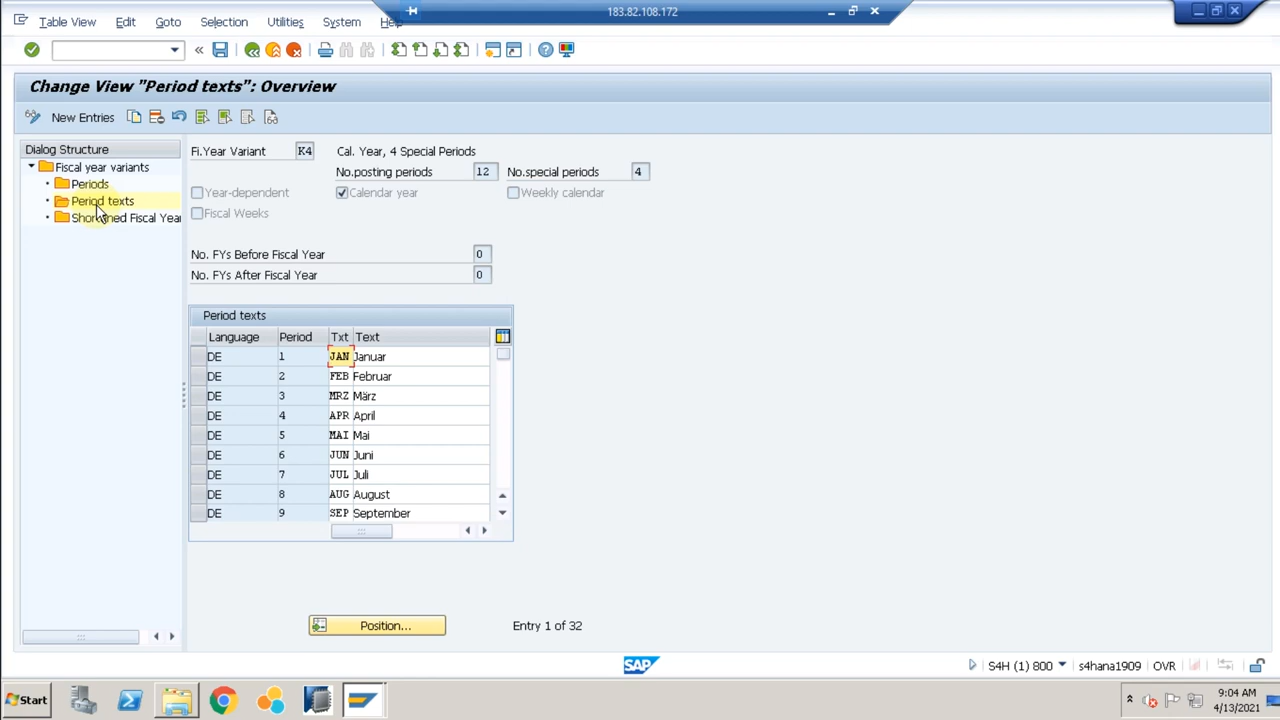 183.82.108.172
Table View Edit Goto Selection Utilities System Help
Change View "Period texts": Overview
New Entries
Dialog Structure
Fiscal year variants
Periods
Period texts
Shortened Fiscal Year
Fi.Year Variant K4 Cal. Year, 4 Special Periods
No.posting periods 12 No.special periods 4
Year-dependent Calendar year Weekly calendar
Fiscal Weeks
No. FYs Before Fiscal Year 0
No. FYs After Fiscal Year 0
Period texts
Language Period Txt Text
DE 1 JAN Januar
DE 2 FEB Februar
DE 3 MRZ März
DE 4 APR April
DE 5 MAI Mai
DE 6 JUN Juni
DE 7 JUL Juli
DE 8 AUG August
DE 9 SEP September
Position... Entry 1 of 32
SAP
S4H (1) 800 s4hana1909 OVR
Start
9:04 AM
4/13/2021